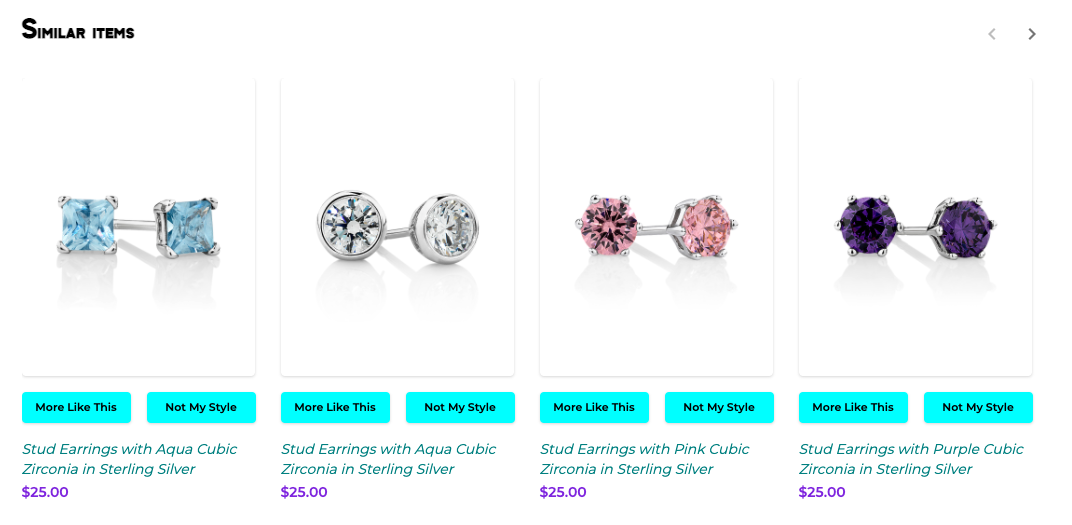 Similar items
More Like This Not My Style More Like This Not My Style More Like This Not My Style More Like This Not My Style
Stud Earrings with Aqua Cubic
Zirconia in Sterling Silver
$25.00
Stud Earrings with Aqua Cubic
Zirconia in Sterling Silver
$25.00
Stud Earrings with Pink Cubic
Zirconia in Sterling Silver
$25.00
Stud Earrings with Purple Cubic
Zirconia in Sterling Silver
$25.00